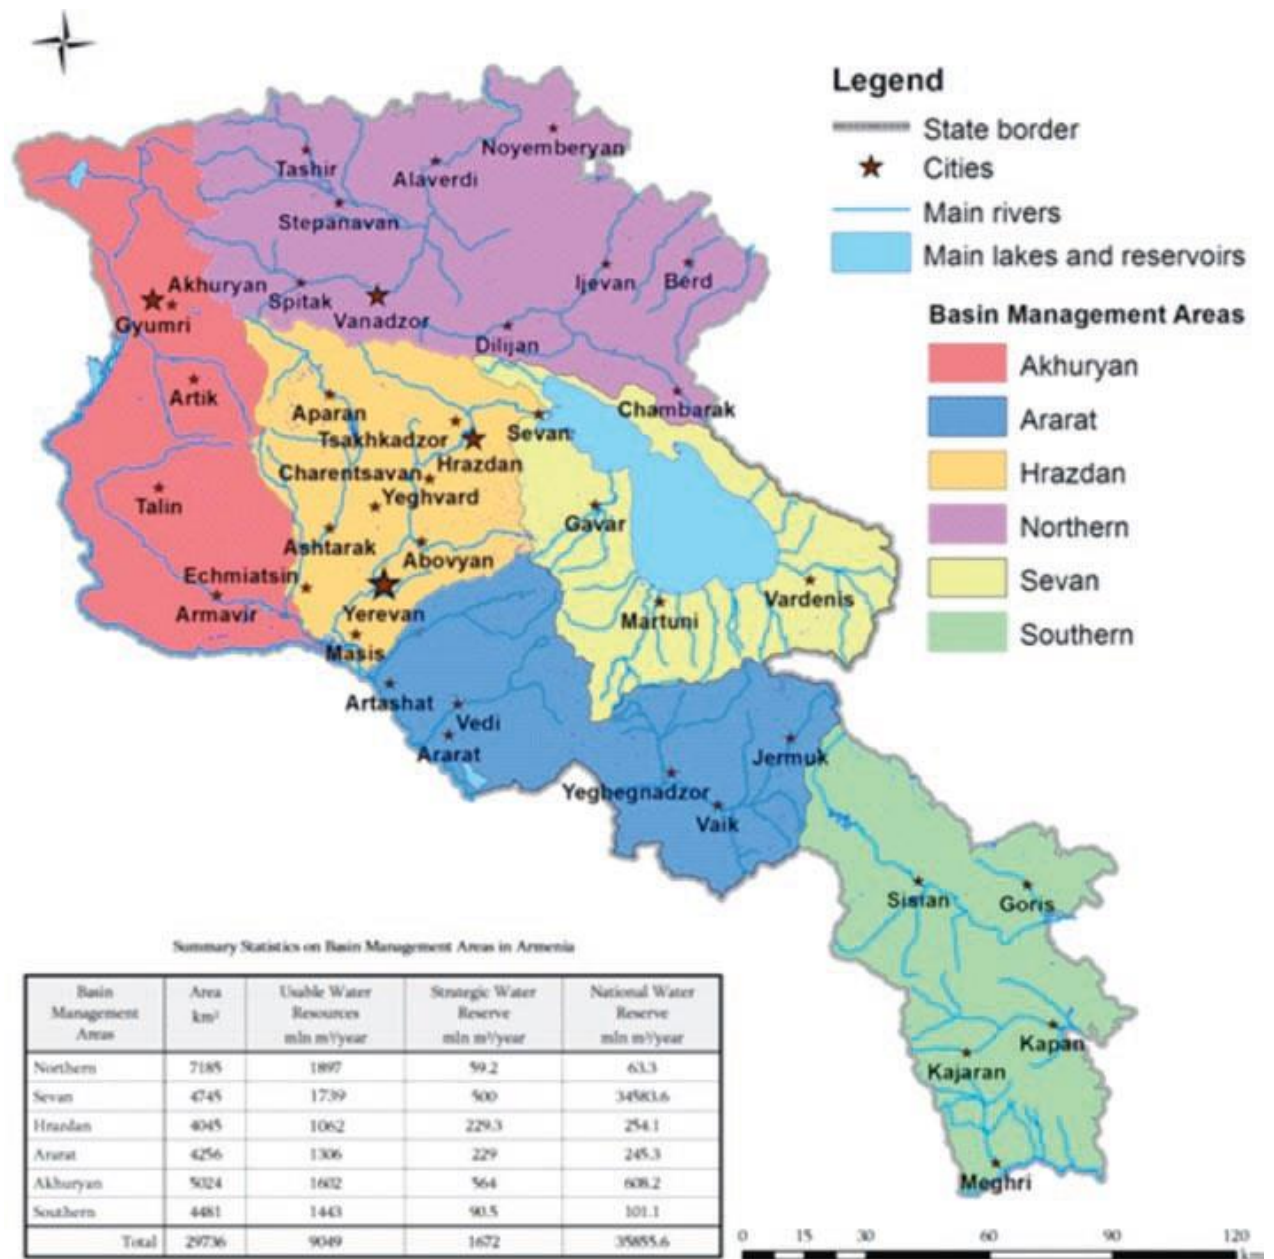 Legend
State border
Cities
Main rivers
Main lakes and reservoirs
Basin Management Areas
Akhuryan
Ararat
Hrazdan
Northern
Sevan
Southern
Noyemberyan
Tashir
Alaverdi
Stepanavan
Akhuryan
Gyumri
Spitak
Vanadzor
Ijevan
Berd
Dilijan
Artik
Aparan
Tsakhkadzor
Sevan
Chambarak
Hrazdan
Charentsavan
Yeghvard
Talin
Gavar
Ashtarak
Abovyan
Echmiatsin
Armavir
Yerevan
Martuni
Vardenis
Masis
Artashat
Vedi
Ararat
Jermuk
Yeghegnadzor
Vaik
Sisian
Goris
Kapan
Kajaran
Meghri
Summary Statistics on Basin Management Areas in Armenia
Basin Management Areas
Area km²
Usable Water Resources mln m³/year
Strategic Water Reserve mln m³/year
National Water Reserve mln m³/year
Northern 7185 1897 59.2 63.3
Sevan 4745 1739 500 34583.6
Hrazdan 4045 1062 229.3 254.1
Ararat 4256 1306 229 245.3
Akhuryan 5024 1602 564 608.2
Southern 4481 1443 90.5 101.1
Total 29736 9049 1672 35855.6
0 15 30 60 90 120